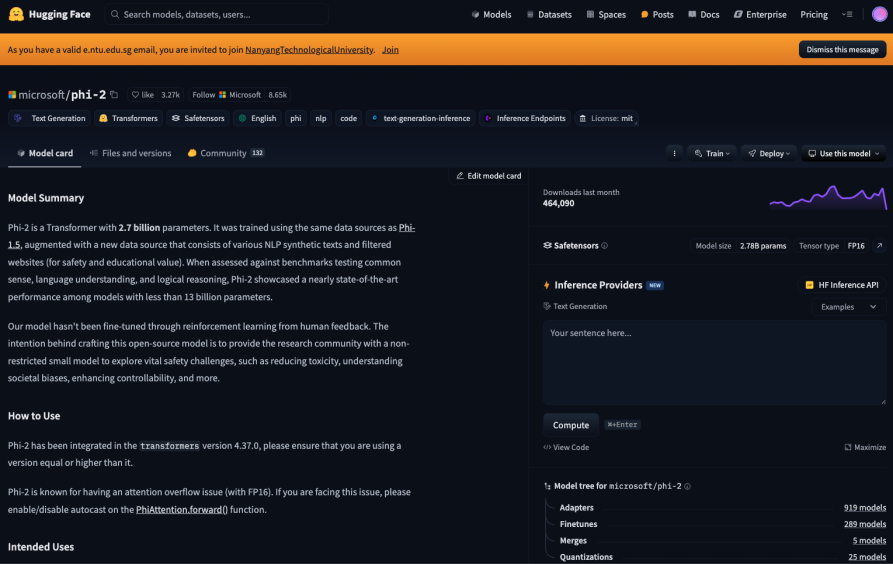 Hugging Face
Search models, datasets, users...
Models
Datasets
Spaces
Posts
Docs
Enterprise
Pricing
As you have a valid e.ntu.edu.sg email, you are invited to join NanyangTechnologicalUniversity. Join
Dismiss this message
microsoft/phi-2
like 3.27k
Follow Microsoft 8.65k
Text Generation
Transformers
Safetensors
English
phi
nlp
code
text-generation-inference
Inference Endpoints
License: mit
Model card
Files and versions
Community 132
Train
Deploy
Use this model
Edit model card
Model Summary
Phi-2 is a Transformer with 2.7 billion parameters. It was trained using the same data sources as Phi-
1.5, augmented with a new data source that consists of various NLP synthetic texts and filtered
websites (for safety and educational value). When assessed against benchmarks testing common
sense, language understanding, and logical reasoning, Phi-2 showcased a nearly state-of-the-art
performance among models with less than 13 billion parameters.
Our model hasn't been fine-tuned through reinforcement learning from human feedback. The
intention behind crafting this open-source model is to provide the research community with a non-
restricted small model to explore vital safety challenges, such as reducing toxicity, understanding
societal biases, enhancing controllability, and more.
How to Use
Phi-2 has been integrated in the transformers version 4.37.0, please ensure that you are using a
version equal or higher than it.
Phi-2 is known for having an attention overflow issue (with FP16). If you are facing this issue, please
enable/disable autocast on the PhiAttention.forward() function.
Intended Uses
Downloads last month
464,090
Safetensors
Model size 2.78B params
Tensor type FP16
Inference Providers NEW
HF Inference API
Text Generation
Examples
Your sentence here...
Compute
⌘+Enter
</> View Code
Maximize
Model tree for microsoft/phi-2
Adapters 919 models
Finetunes 289 models
Merges 5 models
Quantizations 25 models